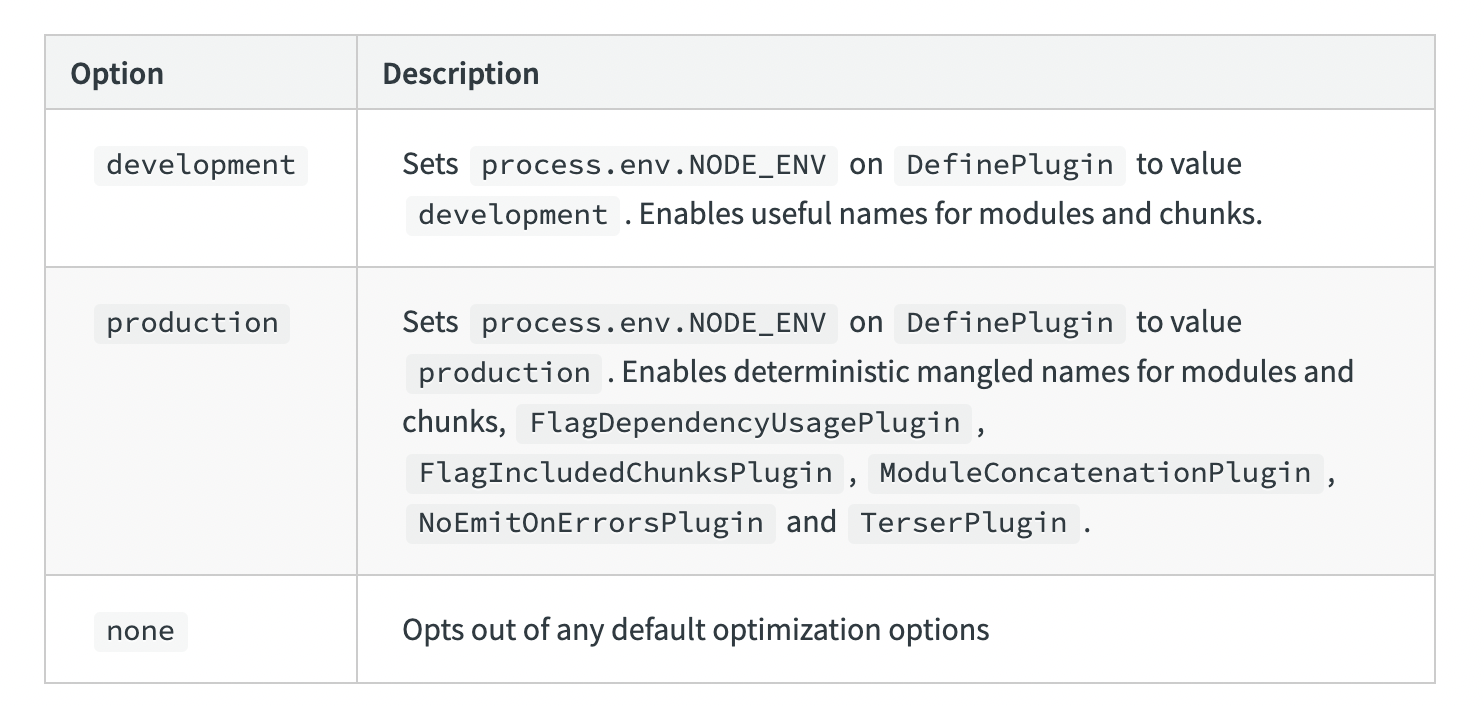 Option Description
development Sets process.env.NODE_ENV on DefinePlugin to value
development . Enables useful names for modules and chunks.
production Sets process.env.NODE_ENV on DefinePlugin to value
production . Enables deterministic mangled names for modules and
chunks, FlagDependencyUsagePlugin ,
FlagIncludedChunksPlugin , ModuleConcatenationPlugin ,
NoEmitOnErrorsPlugin and TerserPlugin .
none Opts out of any default optimization options